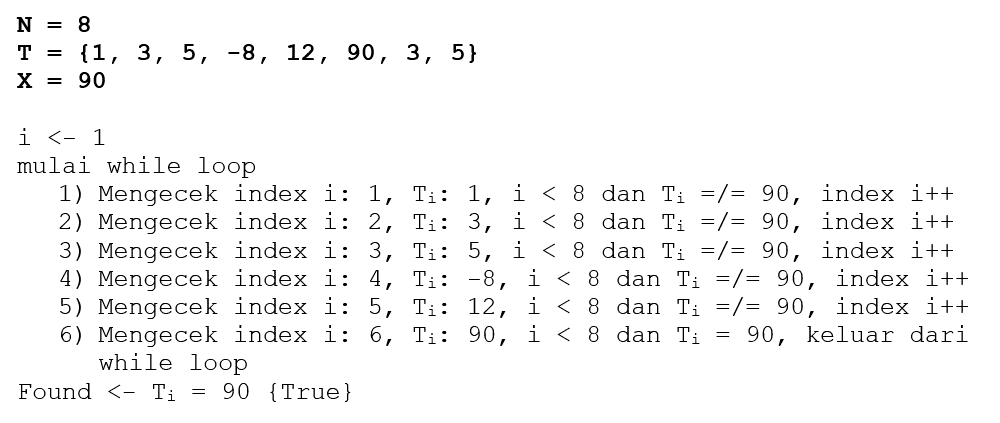 N = 8
T = {1, 3, 5, -8, 12, 90, 3, 5}
X = 90
i <- 1
mulai while loop
1) Mengecek index i: 1, Tᵢ: 1, i < 8 dan Tᵢ =/= 90, index i++
2) Mengecek index i: 2, Tᵢ: 3, i < 8 dan Tᵢ =/= 90, index i++
3) Mengecek index i: 3, Tᵢ: 5, i < 8 dan Tᵢ =/= 90, index i++
4) Mengecek index i: 4, Tᵢ: -8, i < 8 dan Tᵢ =/= 90, index i++
5) Mengecek index i: 5, Tᵢ: 12, i < 8 dan Tᵢ =/= 90, index i++
6) Mengecek index i: 6, Tᵢ: 90, i < 8 dan Tᵢ = 90, keluar dari
while loop
Found <- Tᵢ = 90 {True}